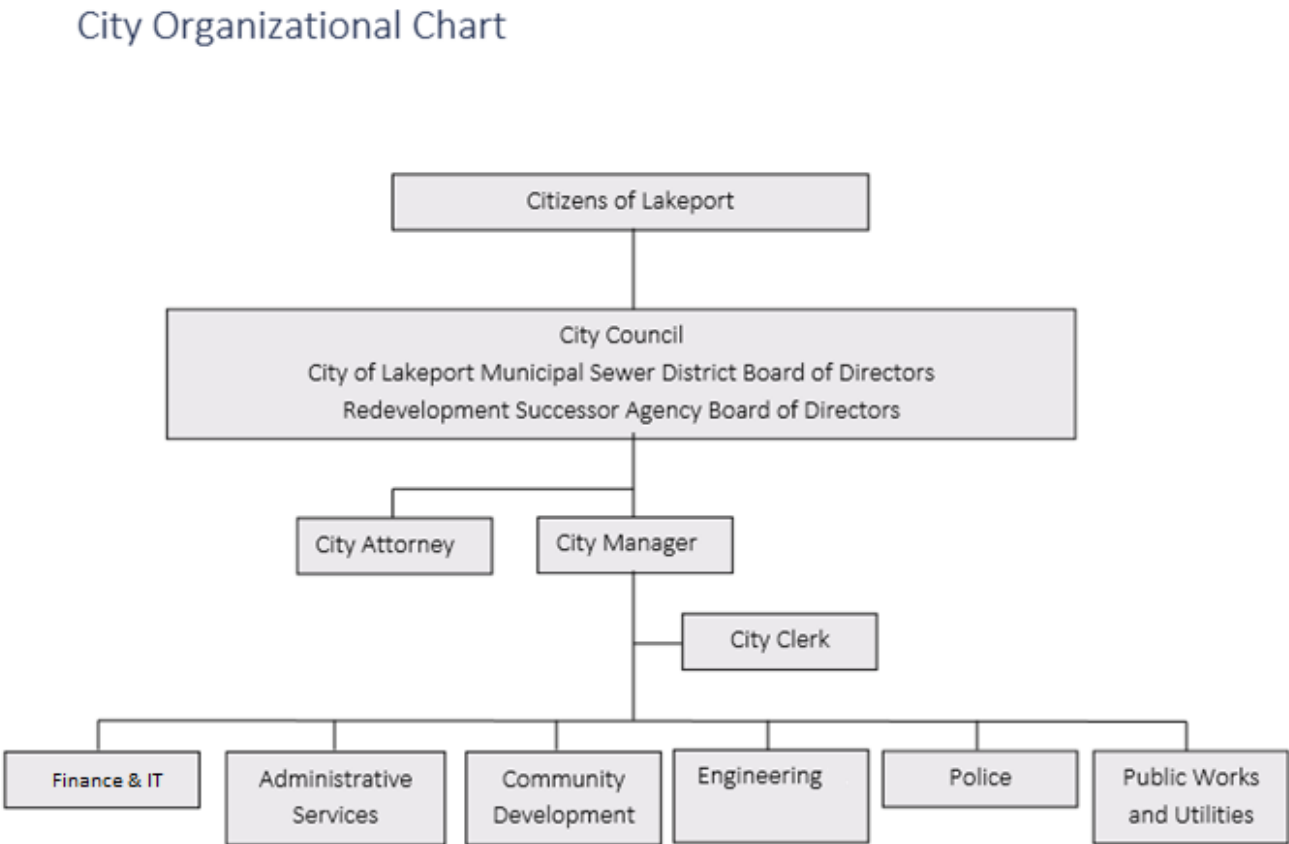 City Organizational Chart
Citizens of Lakeport
City Council
City of Lakeport Municipal Sewer District Board of Directors
Redevelopment Successor Agency Board of Directors
City Attorney
City Manager
City Clerk
Finance & IT
Administrative
Services
Community
Development
Engineering
Police
Public Works
and Utilities